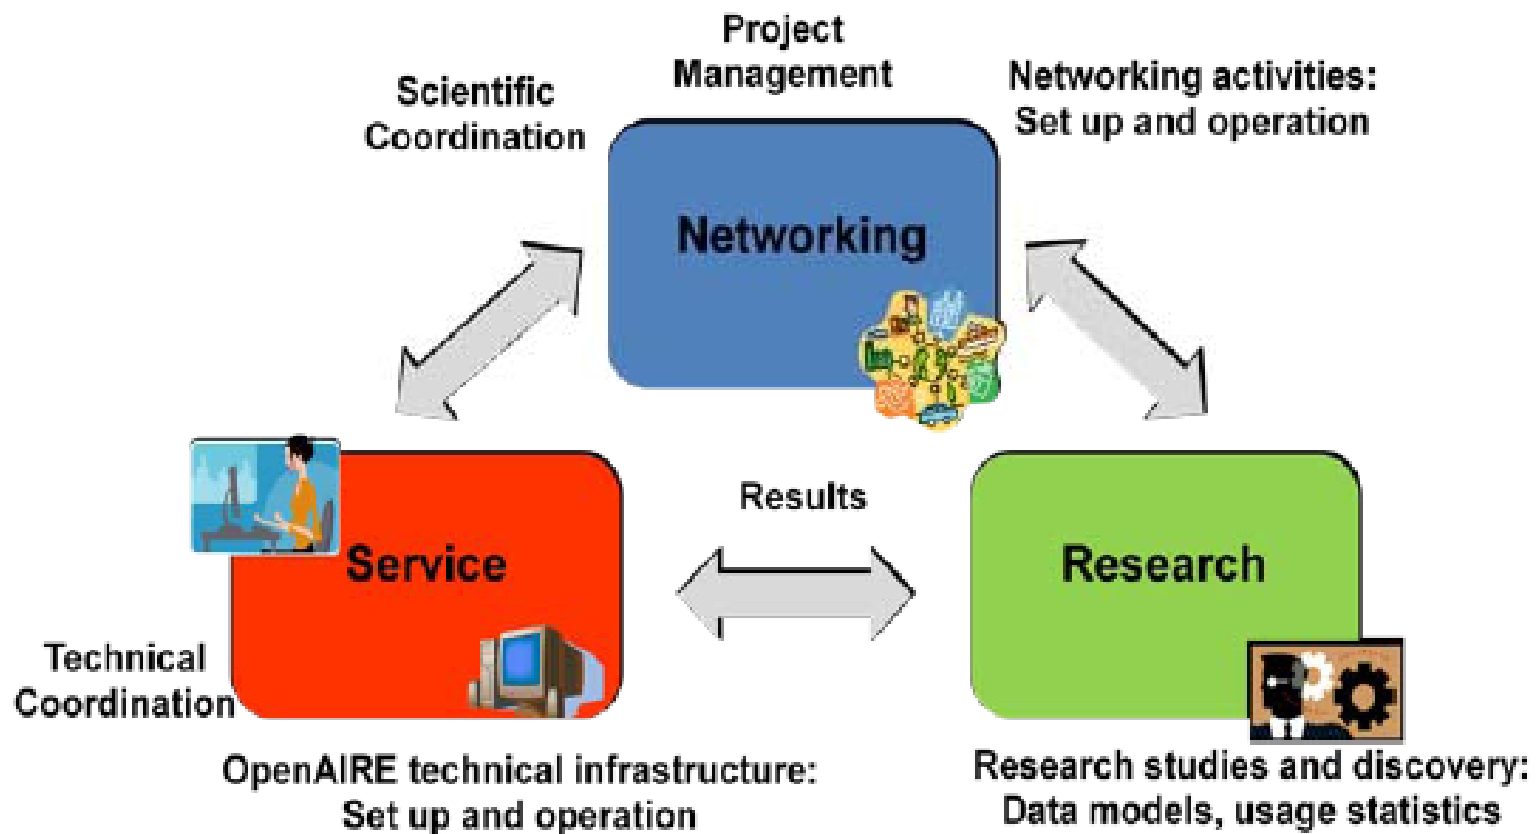 Project
Management
Scientific
Coordination
Networking activities:
Set up and operation
Networking
Results
Service
Research
Technical
Coordination
OpenAIRE technical infrastructure:
Set up and operation
Research studies and discovery:
Data models, usage statistics